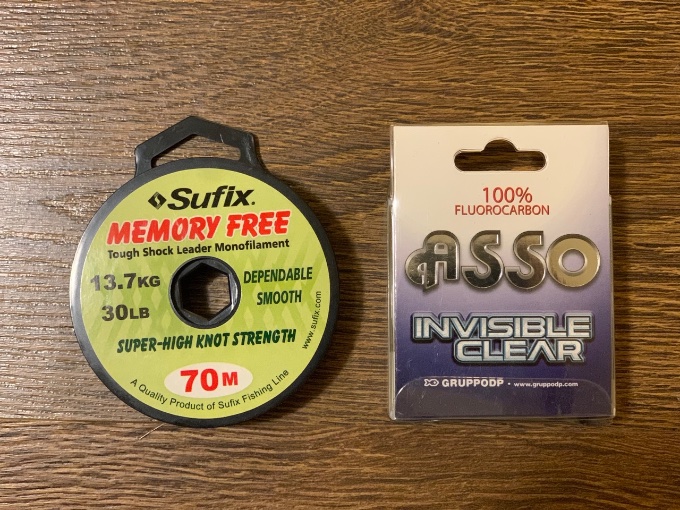 Sufix.
MEMORY FREE
Tough Shock Leader Monofilament
13.7KG
30LB
DEPENDABLE
SMOOTH
SUPER-HIGH KNOT STRENGTH
www.sufix.com
70M
A Quality Product of Sufix Fishing Line
100%
FLUOROCARBON
ASSO
INVISIBLE
CLEAR
GRUPPODP • www.gruppodp.com